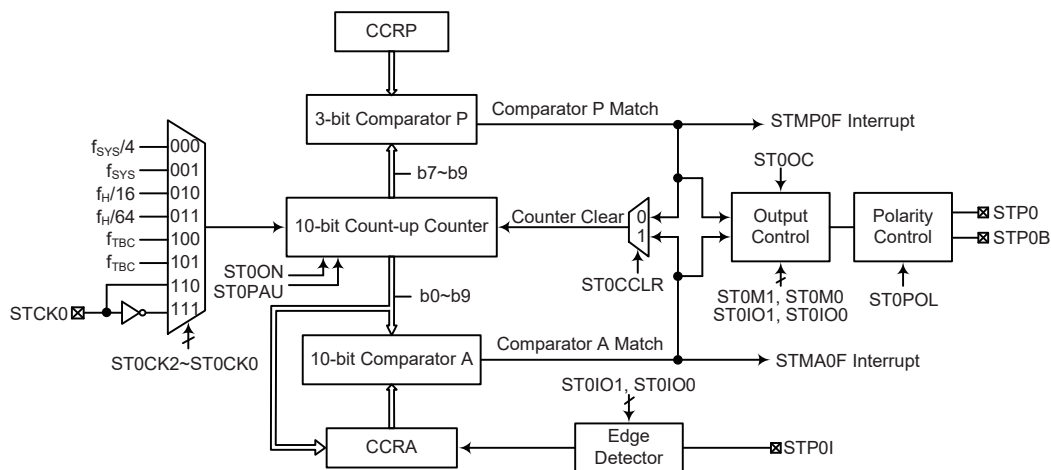 CCRP
3-bit Comparator P
Comparator P Match
STMP0F Interrupt
b7~b9
fSYS/4
fSYS
fH/16
fH/64
fTBC
fTBC
000
001
010
011
100
101
110
111
STCK0
ST0CK2~ST0CK0
10-bit Count-up Counter
Counter Clear
0
1
ST0CCLR
ST0ON
ST0PAU
b0~b9
ST0OC
Output
Control
ST0M1, ST0M0
ST0IO1, ST0IO0
Polarity
Control
ST0POL
STP0
STP0B
10-bit Comparator A
Comparator A Match
STMA0F Interrupt
ST0IO1, ST0IO0
CCRA
Edge
Detector
STP0I